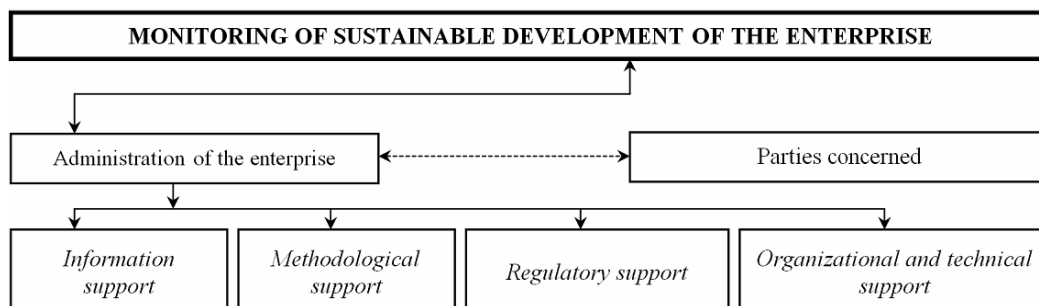 MONITORING OF SUSTAINABLE DEVELOPMENT OF THE ENTERPRISE
Administration of the enterprise
Parties concerned
Information
support
Methodological
support
Regulatory support
Organizational and technical
support